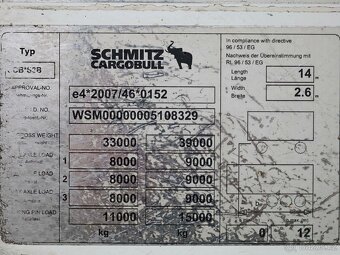 SCHMITZ
CARGOBULL
Typ
In compliance with directive
96 / 53 / EG
Nachweis der Übereinstimmung mit
RL 96 / 53 / EG
Length
Länge 14 m
Width
Breite 2.6 m
e4*2007/46*0152
WSM00000005108329
33000 39000
1 8000 9000
2 8000 9000
3 8000 9000
11000 15000
kg kg
0 12